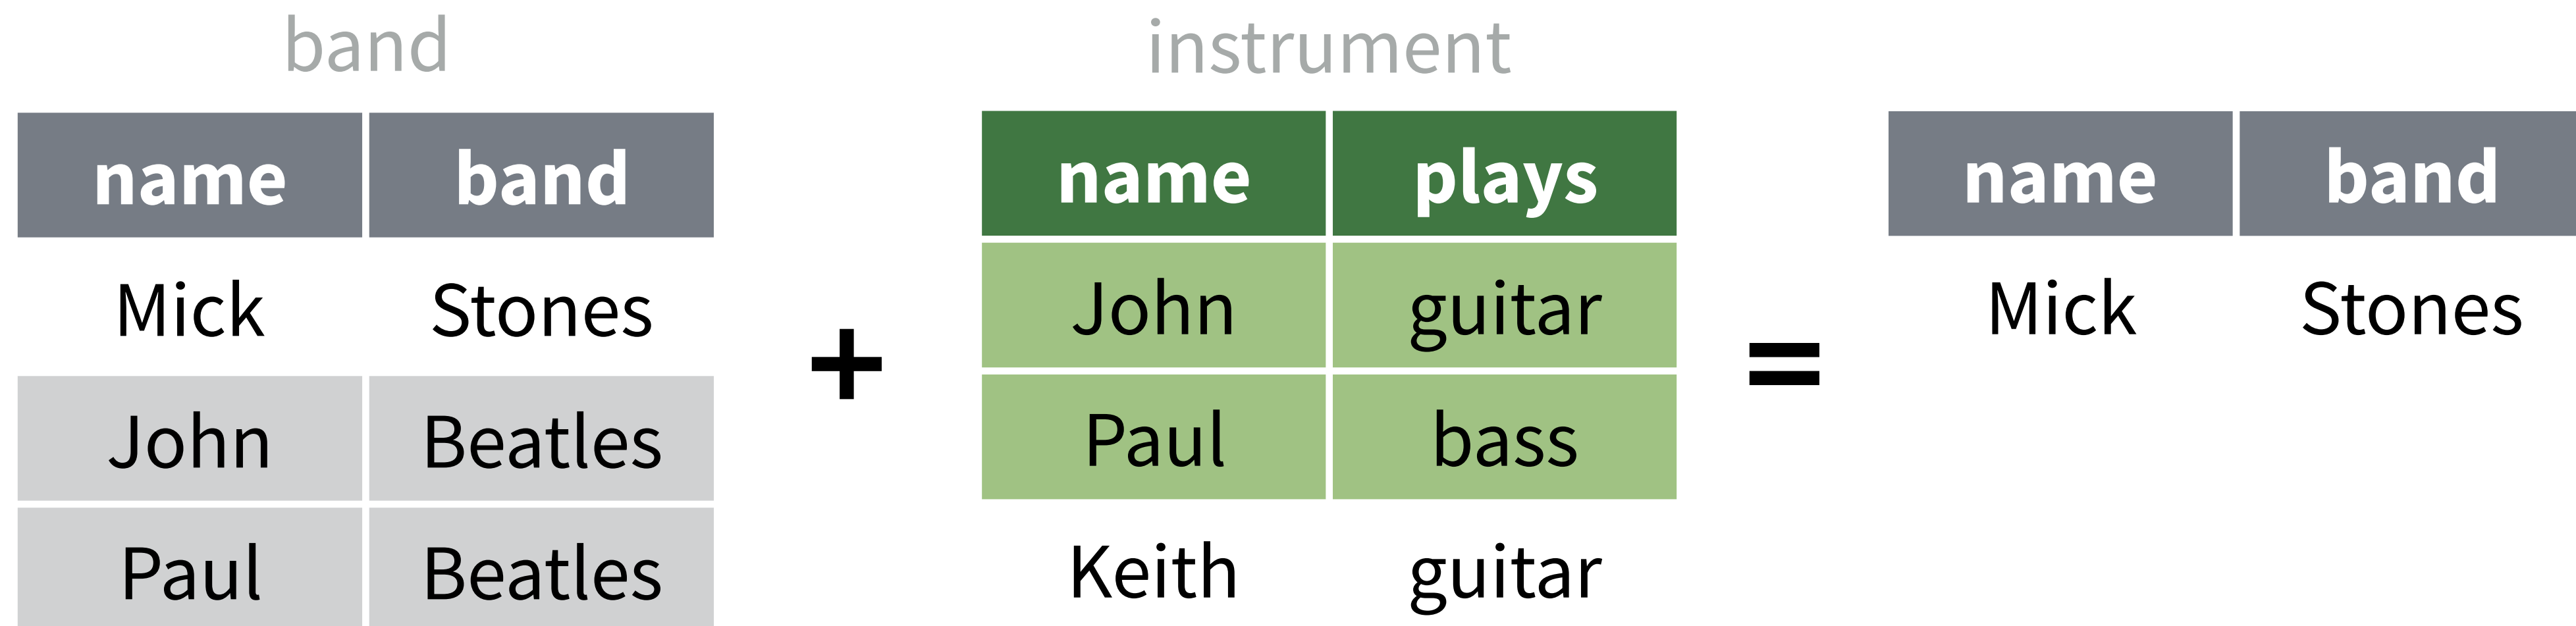 band instrument
name band name plays name band
Mick Stones John guitar Mick Stones
+ =
John Beatles Paul bass
Paul Beatles Keith guitar